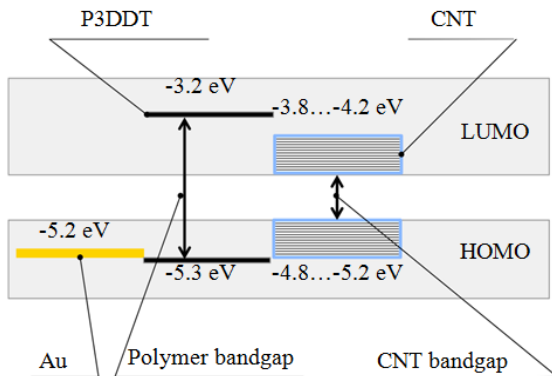 P3DDT
CNT
-3.2 eV
-3.8…-4.2 eV
LUMO
-5.2 eV
HOMO
-5.3 eV
-4.8…-5.2 eV
Au
Polymer bandgap
CNT bandgap